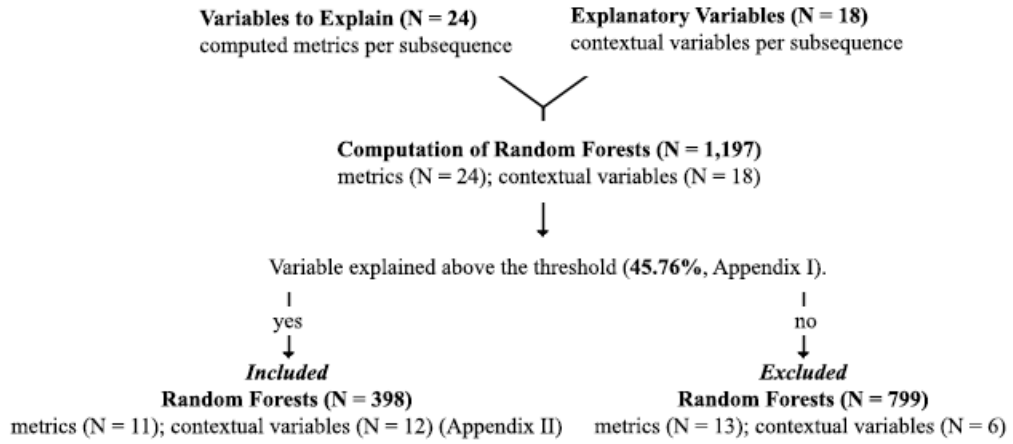 Variables to Explain (N = 24)
computed metrics per subsequence
Explanatory Variables (N = 18)
contextual variables per subsequence
Computation of Random Forests (N = 1,197)
metrics (N = 24); contextual variables (N = 18)
Variable explained above the threshold (45.76%, Appendix I).
yes
no
Included
Random Forests (N = 398)
metrics (N = 11); contextual variables (N = 12) (Appendix II)
Excluded
Random Forests (N = 799)
metrics (N = 13); contextual variables (N = 6)